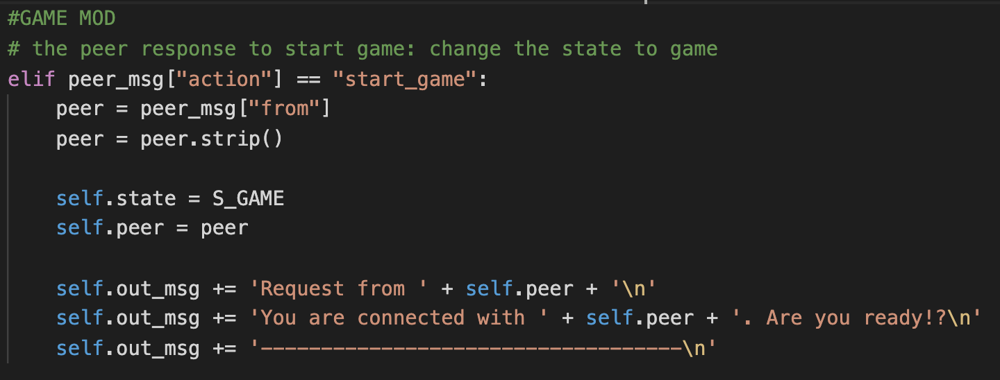 #GAME MOD
# the peer response to start game: change the state to game
elif peer_msg["action"] == "start_game":
peer = peer_msg["from"]
peer = peer.strip()
self.state = S_GAME
self.peer = peer
self.out_msg += 'Request from ' + self.peer + '\n'
self.out_msg += 'You are connected with ' + self.peer + '. Are you ready!?\n'
self.out_msg += '-----------------------------------\n'